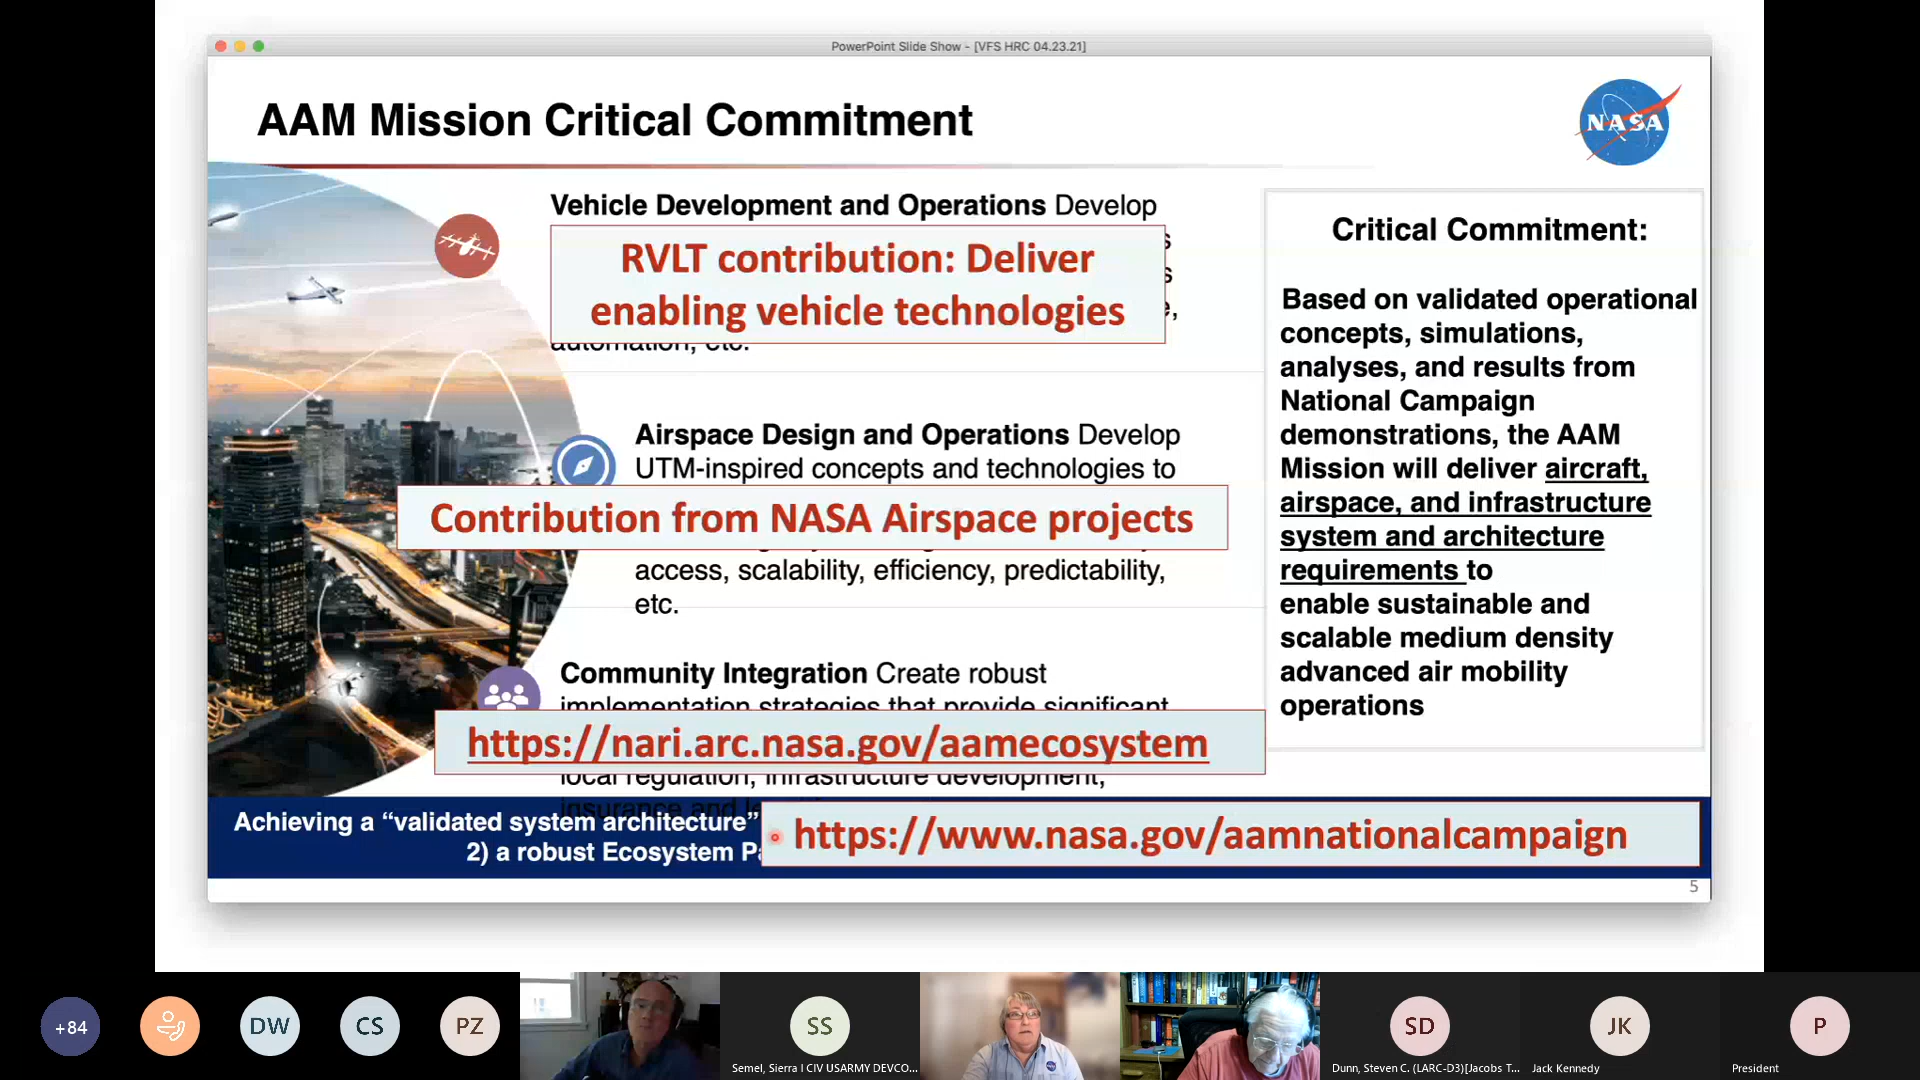 PowerPoint Slide Show - [VFS HRC 04.23.21]
AAM Mission Critical Commitment
NASA
Vehicle Development and Operations Develop
RVLT contribution: Deliver
enabling vehicle technologies
automation, etc.
Airspace Design and Operations Develop
UTM-inspired concepts and technologies to
Contribution from NASA Airspace projects
access, scalability, efficiency, predictability,
etc.
Community Integration Create robust
implementation strategies that provide significant
https://nari.arc.nasa.gov/aamecosystem
local regulation, infrastructure development,
insurance and
Critical Commitment:
Based on validated operational
concepts, simulations,
analyses, and results from
National Campaign
demonstrations, the AAM
Mission will deliver aircraft,
airspace, and infrastructure
system and architecture
requirements to
enable sustainable and
scalable medium density
advanced air mobility
operations
Achieving a “validated system architecture”
2) a robust Ecosystem
https://www.nasa.gov/aamnationalcampaign
5
+84
DW
CS
PZ
SS
Semel, Sierra I CIV USARMY DEVCO...
SD
Dunn, Steven C. (LARC-D3)[Jacobs T...
JK
Jack Kennedy
P
President